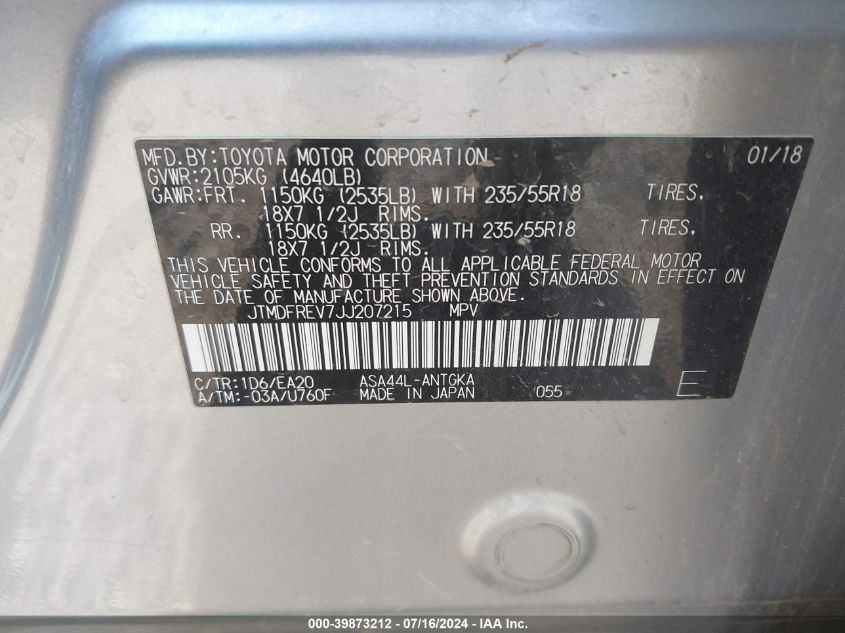 MFD.BY:TOYOTA MOTOR CORPORATION 01/18
GVWR:2105KG (4640LB)
GAWR:FRT. 1150KG (2535LB) WITH 235/55R18 TIRES,
18X7 1/2J RIMS.
RR. 1150KG (2535LB) WITH 235/55R18 TIRES,
18X7 1/2J RIMS.
THIS VEHICLE CONFORMS TO ALL APPLICABLE FEDERAL MOTOR
VEHICLE SAFETY AND THEFT PREVENTION STANDARDS IN EFFECT ON
THE DATE OF MANUFACTURE SHOWN ABOVE.
JTMDFREV7JJ207215 MPV
C/TR:1D6/EA20 ASA44L-ANTGKA
A/TM:-03A/U760F MADE IN JAPAN 055 E
000-39873212 - 07/16/2024 - IAA Inc.